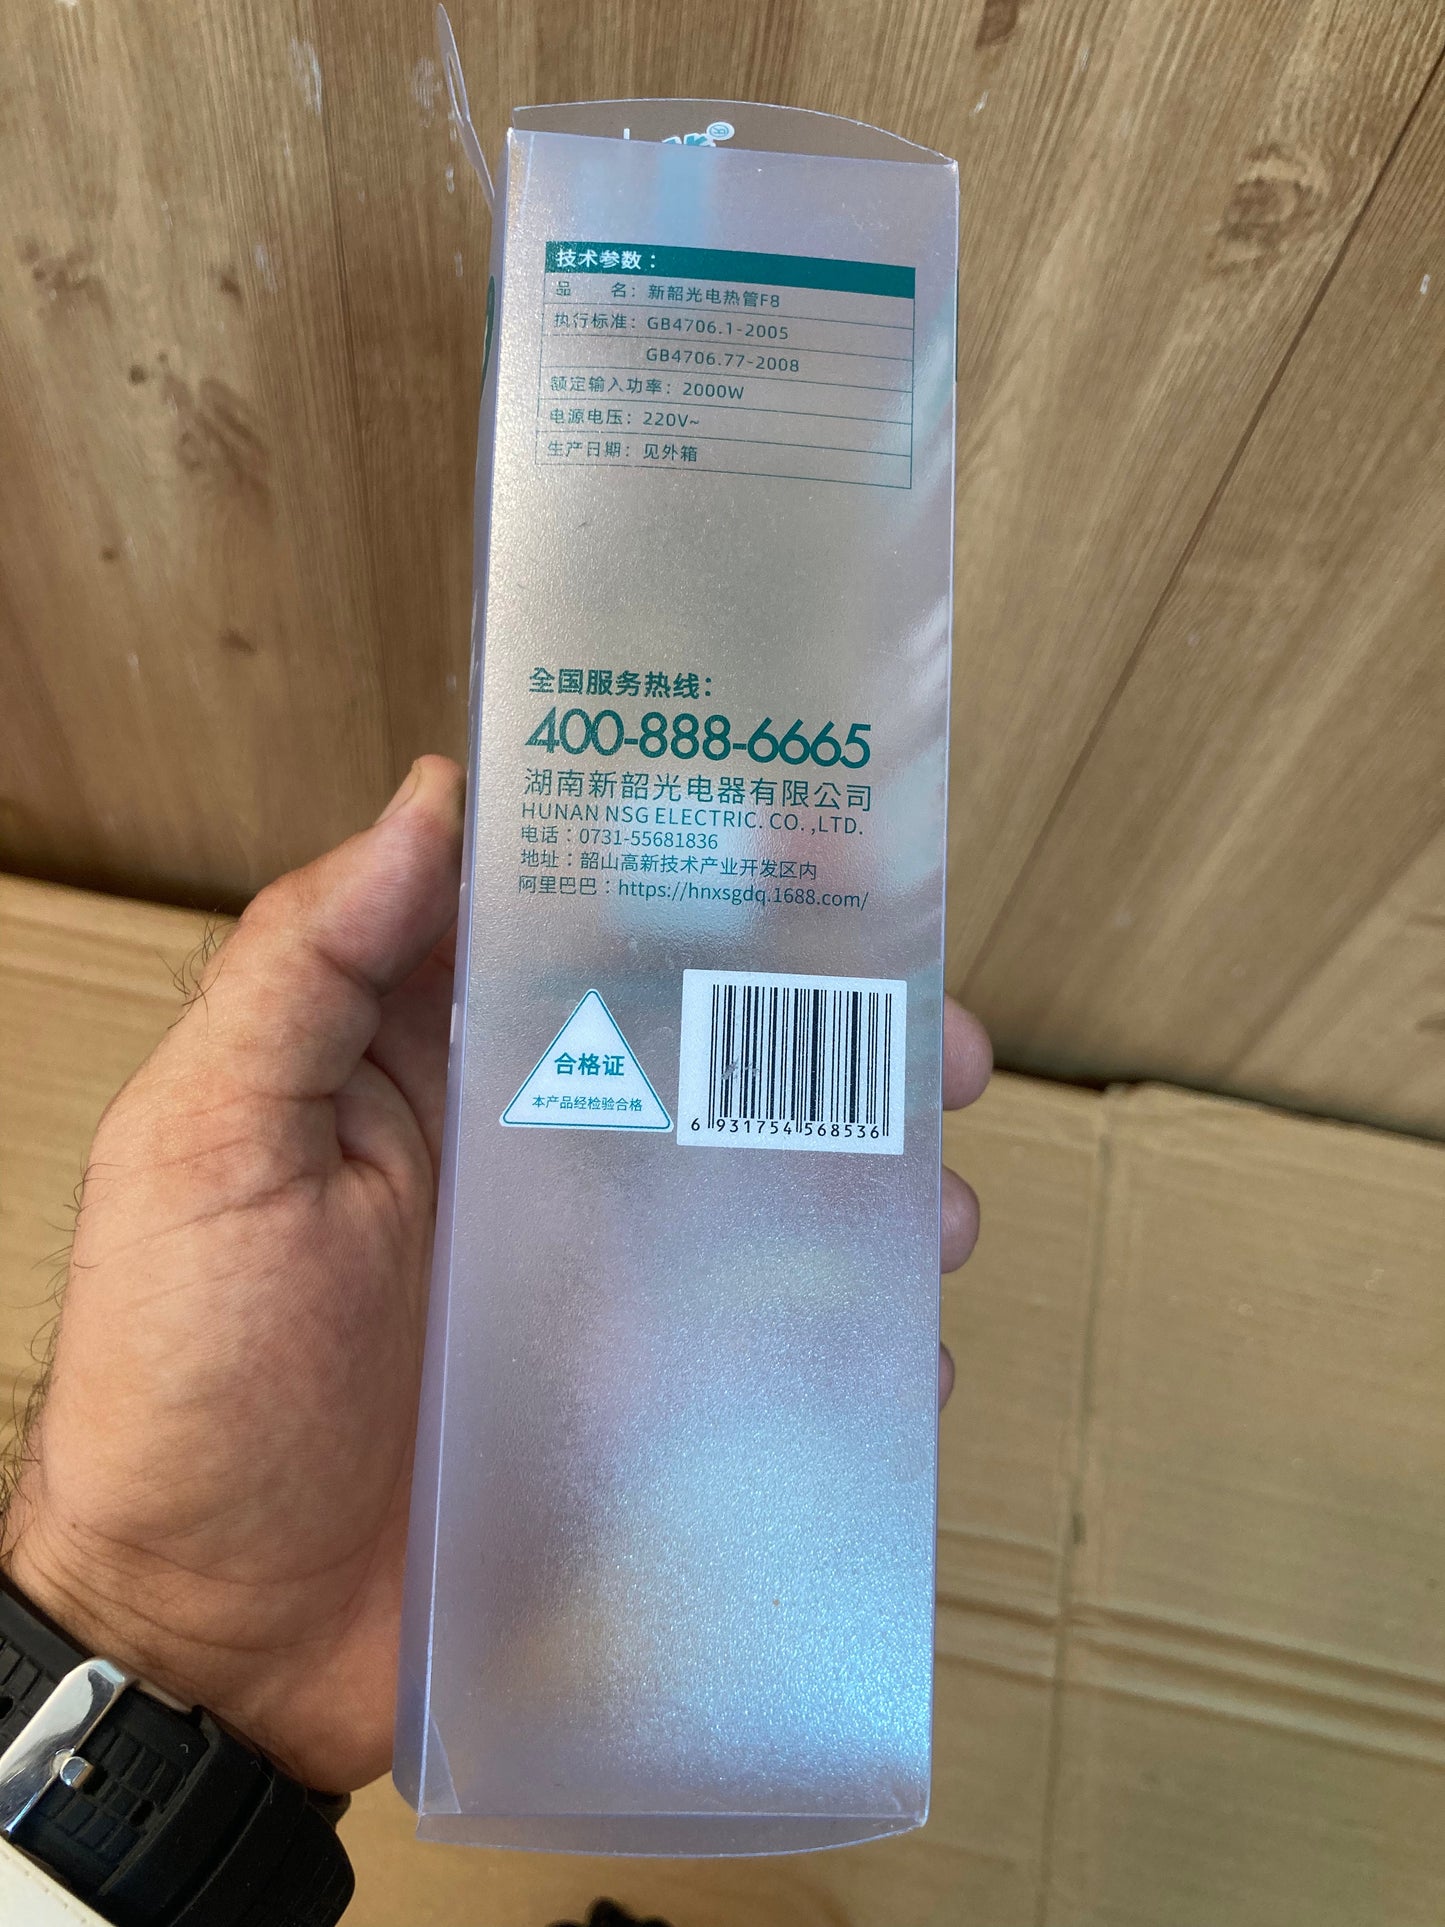 技术参数：
品 名：新韶光电热管F8
执行标准：GB4706.1-2005
GB4706.77-2008
额定输入功率：2000W
电源电压：220V~
生产日期：见外箱
全国服务热线：
400-888-6665
湖南新韶光电器有限公司
HUNAN NSG ELECTRIC. CO. ,LTD.
电话：0731-55681836
地址：韶山高新技术产业开发区内
阿里巴巴：https://hnxsgdq.1688.com/
合格证
本产品经检验合格
6 931754 568536